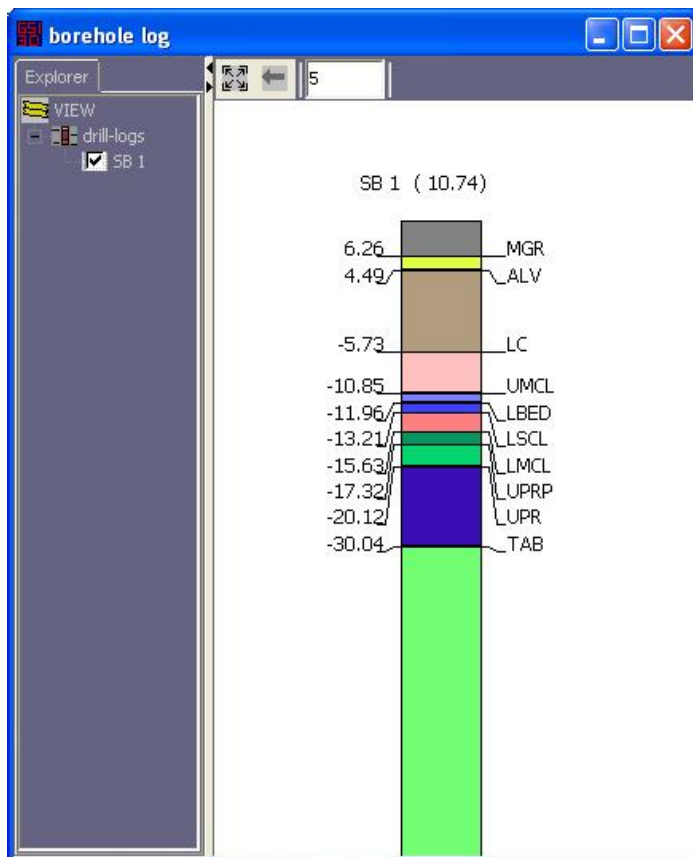 GSI 3D
borehole log
Explorer
5
VIEW
drill-logs
SB 1
SB 1 ( 10.74)
6.26 MGR
4.49 ALV
-5.73 LC
-10.85 UMCL
-11.96 LBED
-13.21 LSCL
-15.63 LMCL
-17.32 UPRP
-20.12 UPR
-30.04 TAB